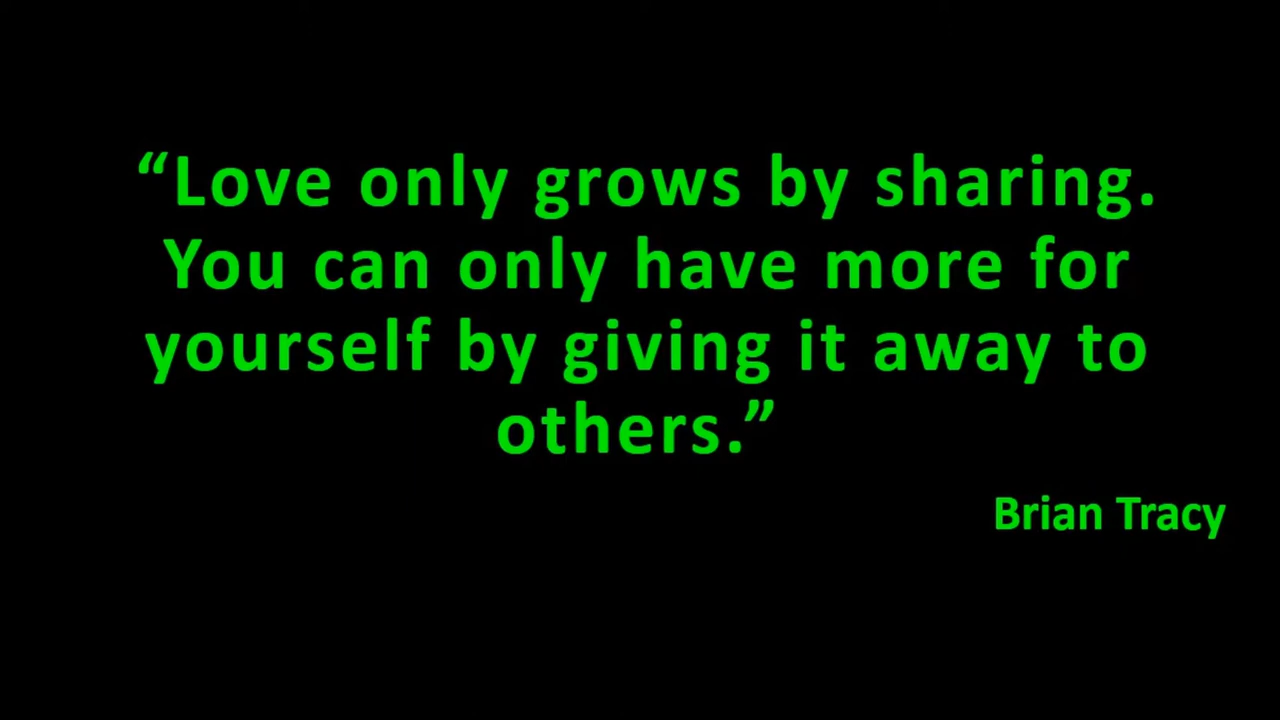 “Love only grows by sharing.
You can only have more for
yourself by giving it away to
others.”
Brian Tracy